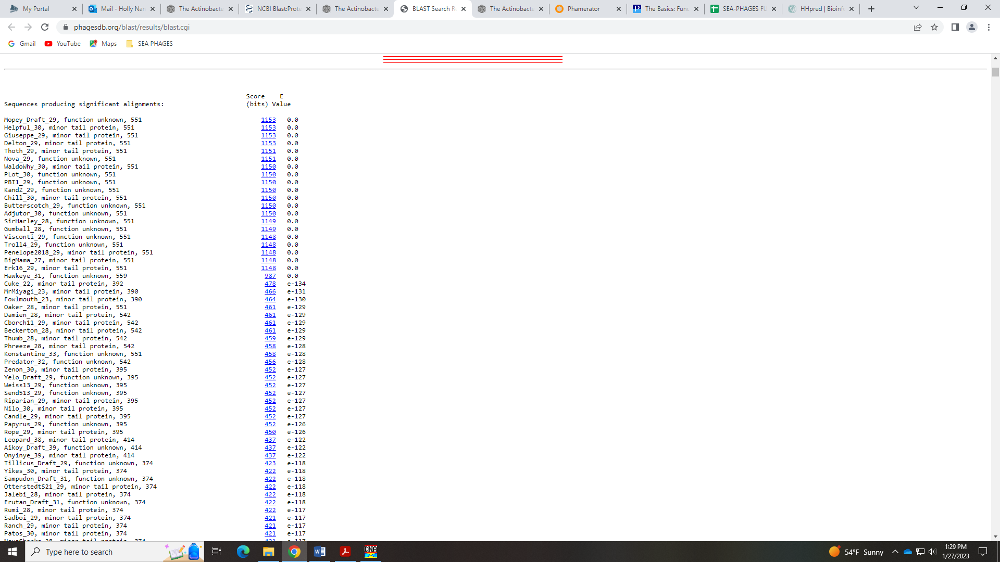 My Portal
Mail - Holly Nan
The Actinobacte
NCBI Blast:Prote
The Actinobacte
BLAST Search Re
The Actinobacte
Phamerator
The Basics: Func
SEA-PHAGES FU
HHpred | Bioinfo
phagesdb.org/blast/results/blast.cgi
Gmail
YouTube
Maps
SEA PHAGES
Score E
Sequences producing significant alignments: (bits) Value
Mopey_Draft_29, function unknown, 551 1153 0.0
Helpful_30, minor tail protein, 551 1153 0.0
Giuseppe_29, minor tail protein, 551 1153 0.0
Delton_29, minor tail protein, 551 1153 0.0
Thoth_29, minor tail protein, 551 1151 0.0
Nova_29, function unknown, 551 1151 0.0
WaldoWhy_30, minor tail protein, 551 1150 0.0
PLot_30, function unknown, 551 1150 0.0
PBI1_29, function unknown, 551 1150 0.0
KandZ_29, function unknown, 551 1150 0.0
Chill_30, minor tail protein, 551 1150 0.0
Butterscotch_29, function unknown, 551 1150 0.0
Adjutor_30, function unknown, 551 1150 0.0
SirHarley_28, function unknown, 551 1149 0.0
Gumball_28, function unknown, 551 1149 0.0
Visconti_29, function unknown, 551 1148 0.0
Troll4_29, function unknown, 551 1148 0.0
Penelope2018_29, minor tail protein, 551 1148 0.0
BigMama_27, minor tail protein, 551 1148 0.0
Erk16_29, minor tail protein, 551 1148 0.0
Hawkeye_31, function unknown, 559 987 0.0
Cuke_22, minor tail protein, 392 478 e-134
MrMiyagi_23, minor tail protein, 390 466 e-131
Fowlmouth_23, minor tail protein, 390 464 e-130
Oaker_28, minor tail protein, 551 461 e-129
Damien_28, minor tail protein, 542 461 e-129
Cborch11_29, minor tail protein, 542 461 e-129
Beckerton_28, minor tail protein, 542 461 e-129
Thumb_28, minor tail protein, 542 459 e-129
Phreeze_28, minor tail protein, 542 458 e-128
Konstantine_33, function unknown, 551 458 e-128
Predator_32, function unknown, 542 456 e-128
Zenon_30, minor tail protein, 395 452 e-127
Yelo_Draft_29, function unknown, 395 452 e-127
Weiss13_29, function unknown, 395 452 e-127
Send513_29, function unknown, 395 452 e-127
Riparian_29, minor tail protein, 395 452 e-127
Nilo_30, minor tail protein, 395 452 e-127
Candle_29, minor tail protein, 395 452 e-127
Papyrus_29, function unknown, 395 452 e-126
Rope_29, minor tail protein, 395 450 e-126
Leopard_38, minor tail protein, 414 437 e-122
Aikoy_Draft_39, function unknown, 414 437 e-122
Onyinye_39, minor tail protein, 414 437 e-122
Tillicus_Draft_29, function unknown, 374 423 e-118
Yikes_30, minor tail protein, 374 422 e-118
Sampudon_Draft_31, function unknown, 374 422 e-118
OtterstedtS21_29, minor tail protein, 374 422 e-118
Jalebi_28, minor tail protein, 374 422 e-118
Erutan_Draft_31, function unknown, 374 422 e-118
Rumi_28, minor tail protein, 374 422 e-117
Sadboi_29, minor tail protein, 374 421 e-117
Ranch_29, minor tail protein, 374 421 e-117
Patos_30, minor tail protein, 374 421 e-117
NovaSharks_28, minor tail protein, 374 421 e-117
Type here to search
DNA
54°F Sunny
1:29 PM
1/27/2023